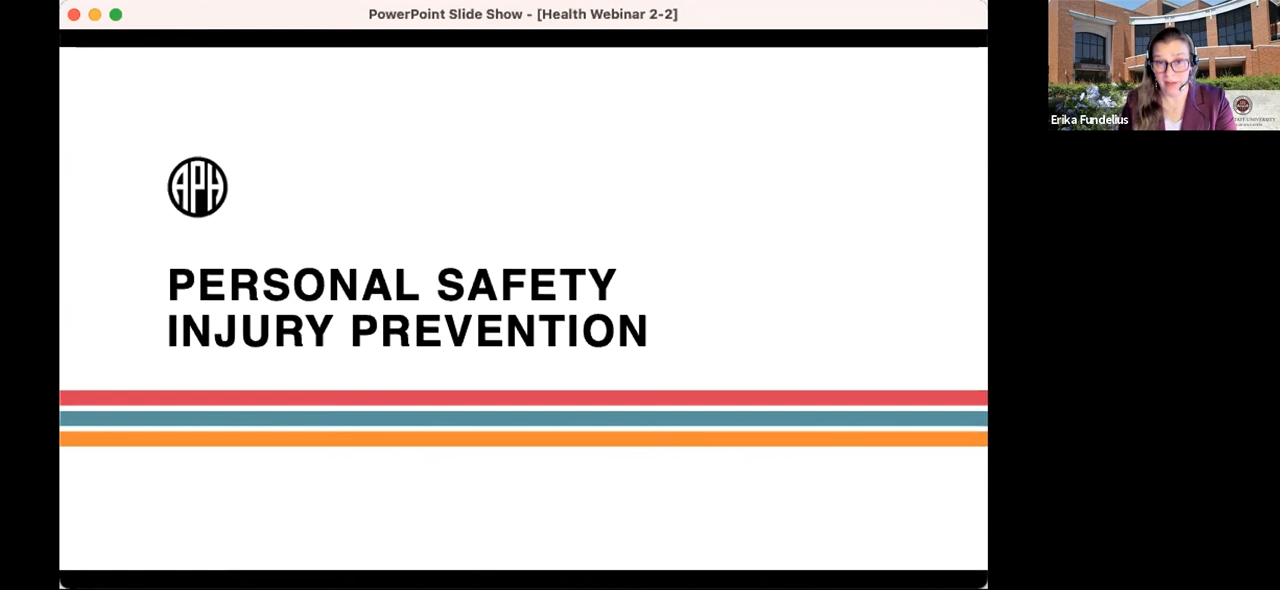 PowerPoint Slide Show - [Health Webinar 2-2]
APH
PERSONAL SAFETY
INJURY PREVENTION
Erika Fundelius